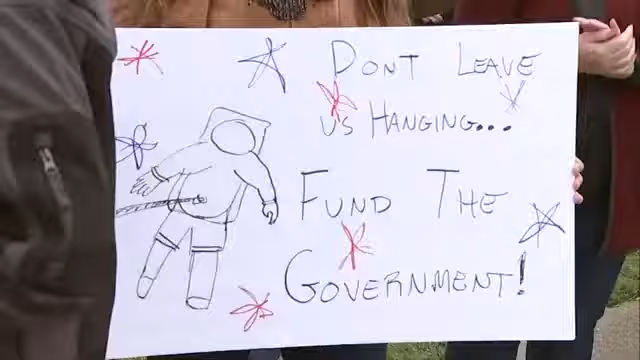 DONT LEAVE
US HANGING...
FUND THE
GOVERNMENT!